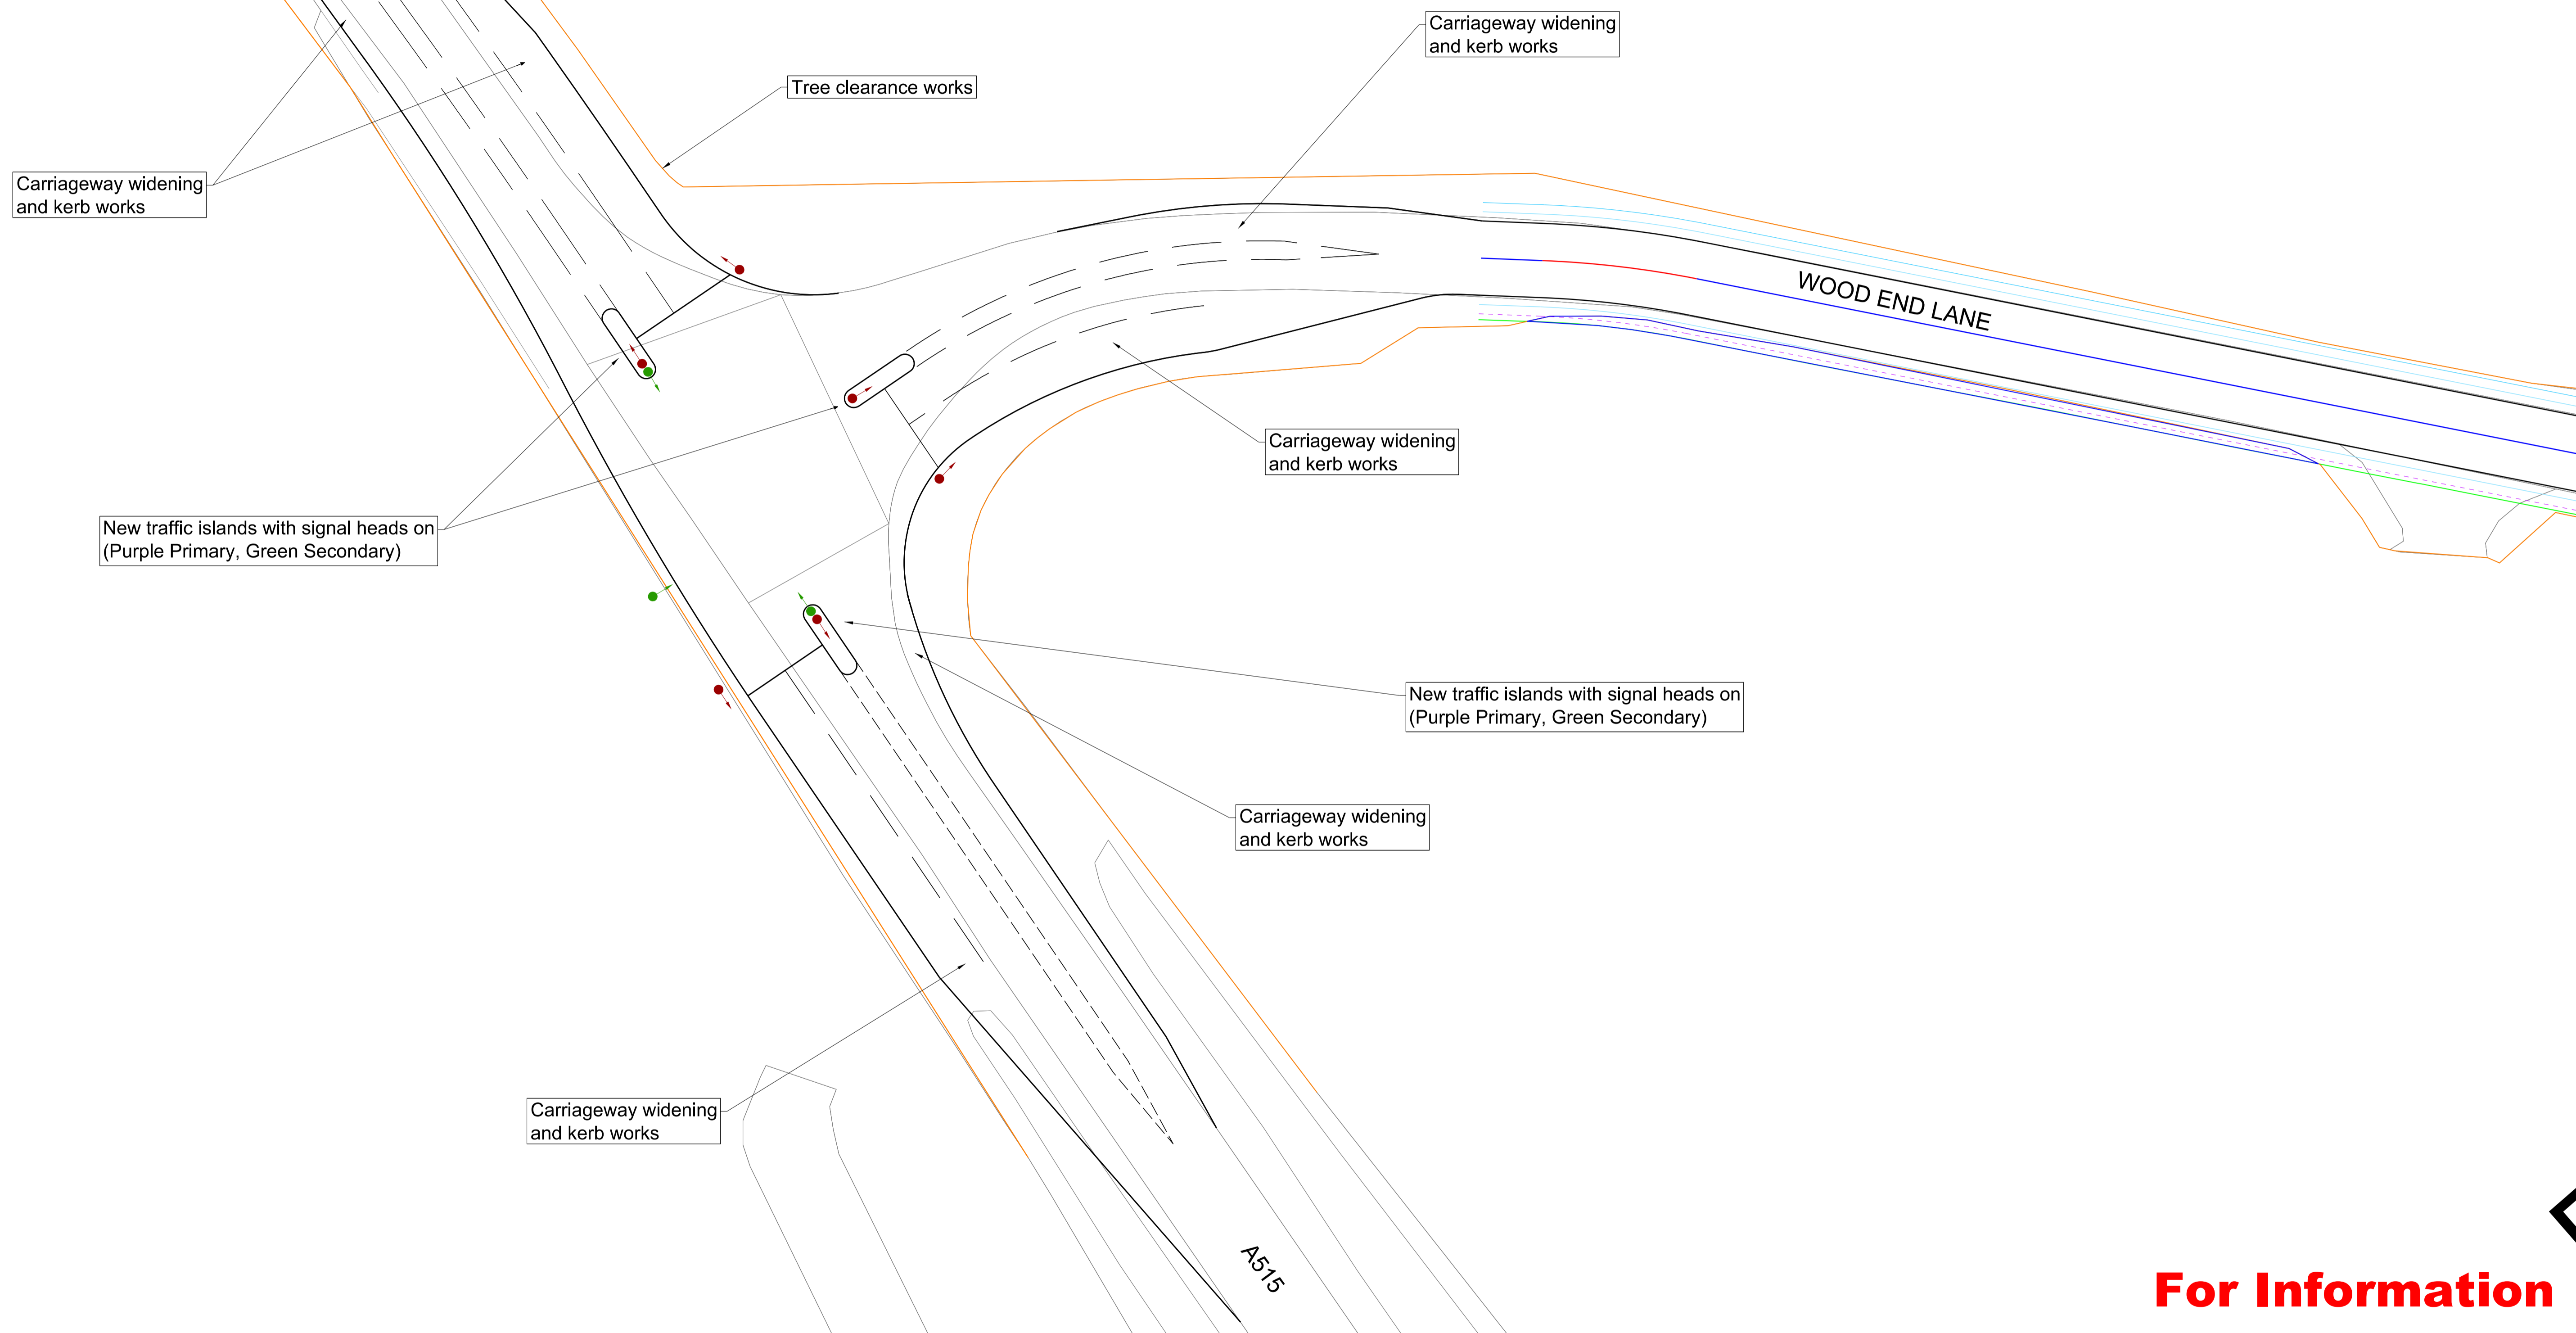 Carriageway widening
and kerb works
Tree clearance works
Carriageway widening
and kerb works
WOOD END LANE
Carriageway widening
and kerb works
New traffic islands with signal heads on
(Purple Primary, Green Secondary)
New traffic islands with signal heads on
(Purple Primary, Green Secondary)
Carriageway widening
and kerb works
Carriageway widening
and kerb works
A515
For Information